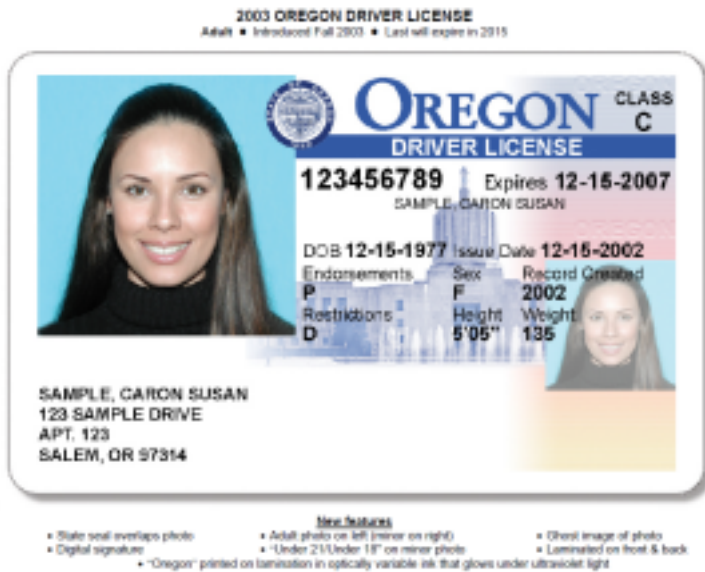 2003 OREGON DRIVER LICENSE
Adult ■ Introduced Fall 2003 ■ Last will expire in 2015
OREGON
CLASS
C
DRIVER LICENSE
123456789 Expires 12-15-2007
SAMPLE, CARON SUSAN
DOB 12-15-1977 Issue Date 12-15-2002
Endorsements Sex Record Created
P F 2002
Restrictions Height Weight
D 5'05" 135
SAMPLE, CARON SUSAN
123 SAMPLE DRIVE
APT. 123
SALEM, OR 97314
New features
• State seal overlaps photo • Adult photo on left (minor on right) • Ghost image of photo
• Digital signature • "Under 21/Under 18" on minor photo • Laminated on front & back
• "Oregon" printed on lamination in optically variable ink that glows under ultraviolet light